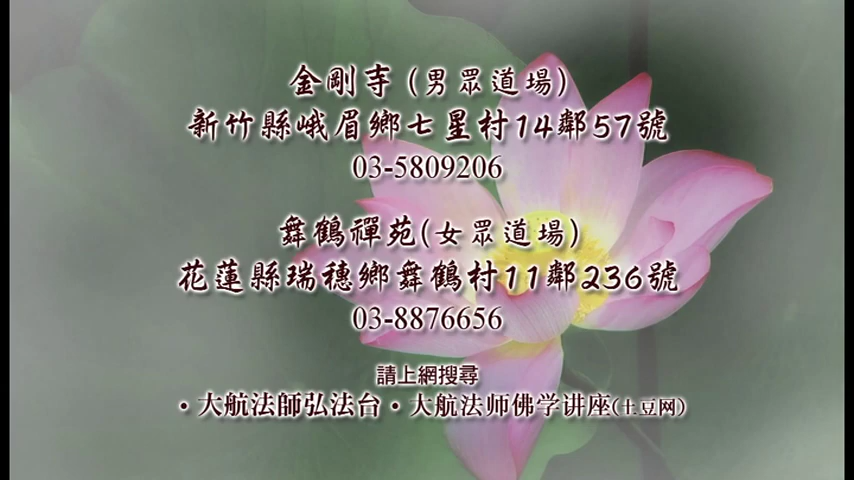 金剛寺(男眾道場)
新竹縣峨眉鄉七星村14鄰57號
03-5809206
舞鶴禪苑(女眾道場)
花蓮縣瑞穗鄉舞鶴村11鄰236號
03-8876656
請上網搜尋
・大航法師弘法台・大航法师佛学讲座(土豆网)